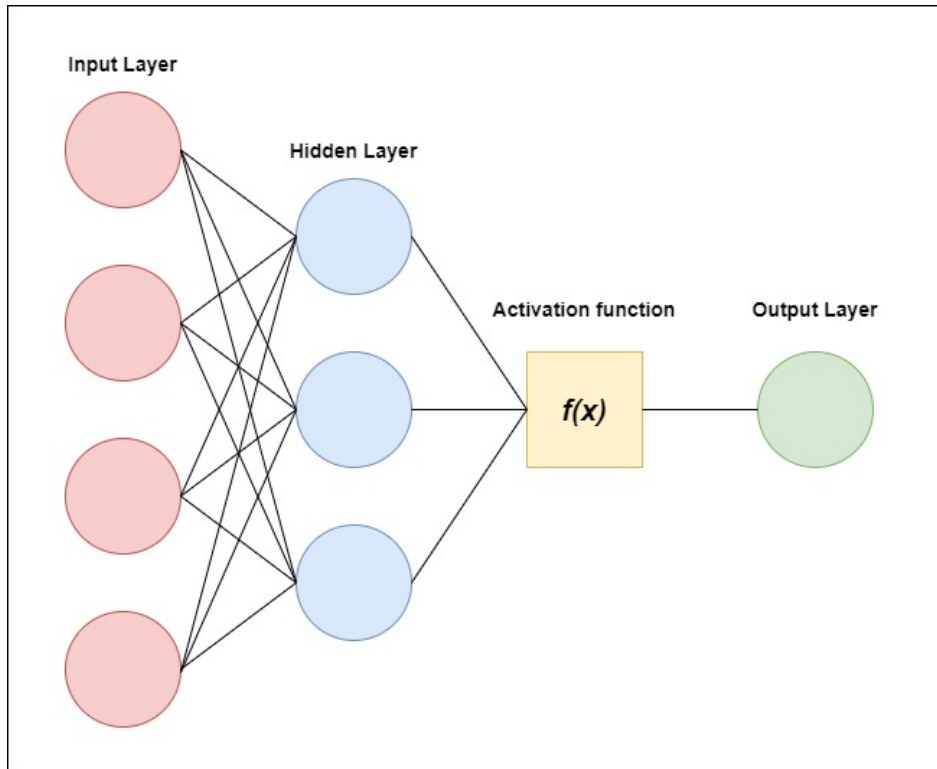 Input Layer
Hidden Layer
Activation function
Output Layer
f(x)